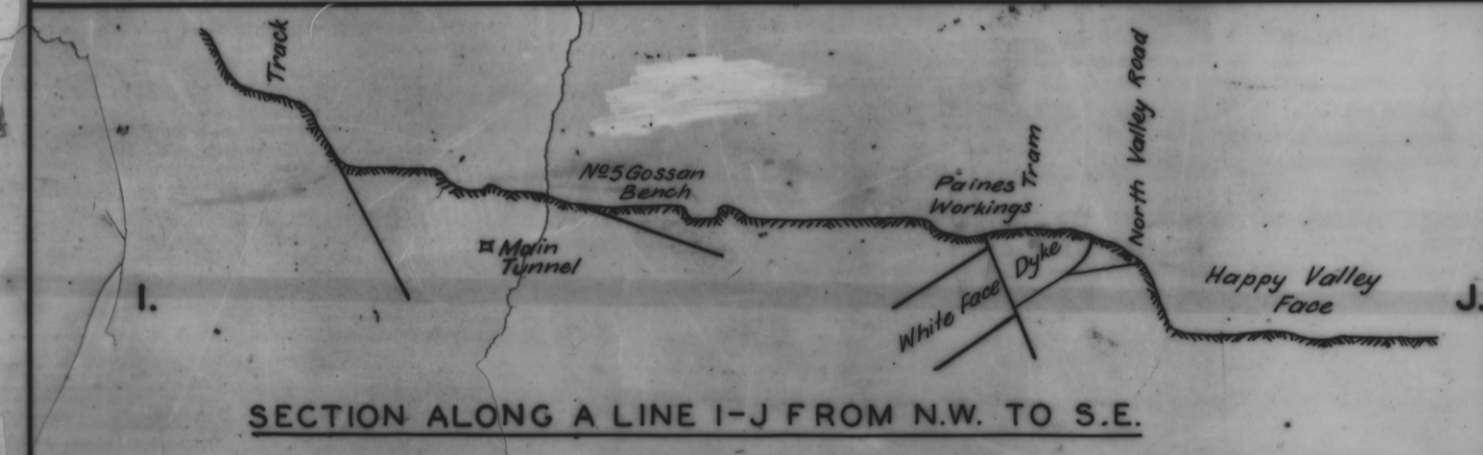 Track
Nº5 Gossan
Bench
Main
Tunnel
Paines
Workings
Tram
North Valley Road
Dyke
White Face
Happy Valley
Face
I.
J.
SECTION ALONG A LINE I-J FROM N.W. TO S.E.